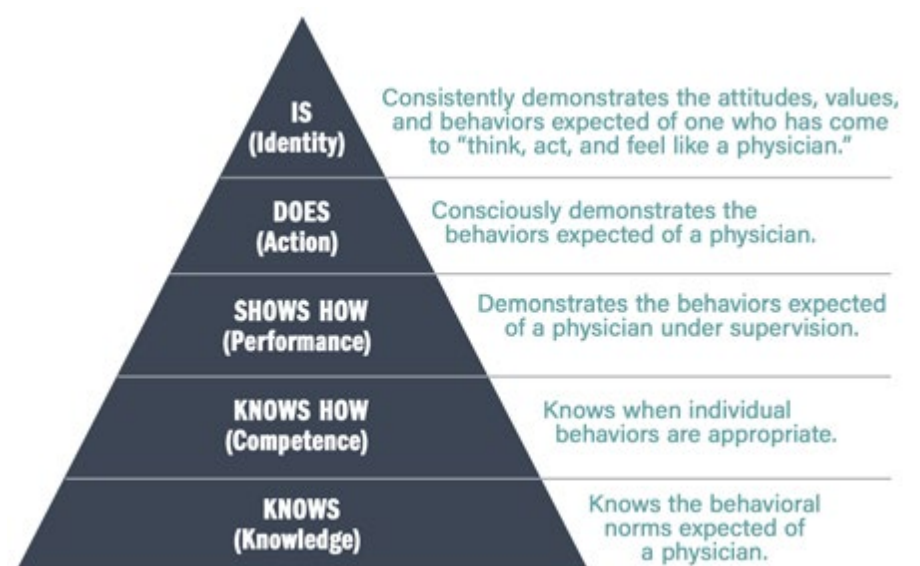 IS
(Identity)
Consistently demonstrates the attitudes, values,
and behaviors expected of one who has come
to “think, act, and feel like a physician.”
DOES
(Action)
Consciously demonstrates the
behaviors expected of a physician.
SHOWS HOW
(Performance)
Demonstrates the behaviors expected
of a physician under supervision.
KNOWS HOW
(Competence)
Knows when individual
behaviors are appropriate.
KNOWS
(Knowledge)
Knows the behavioral
norms expected of
a physician.